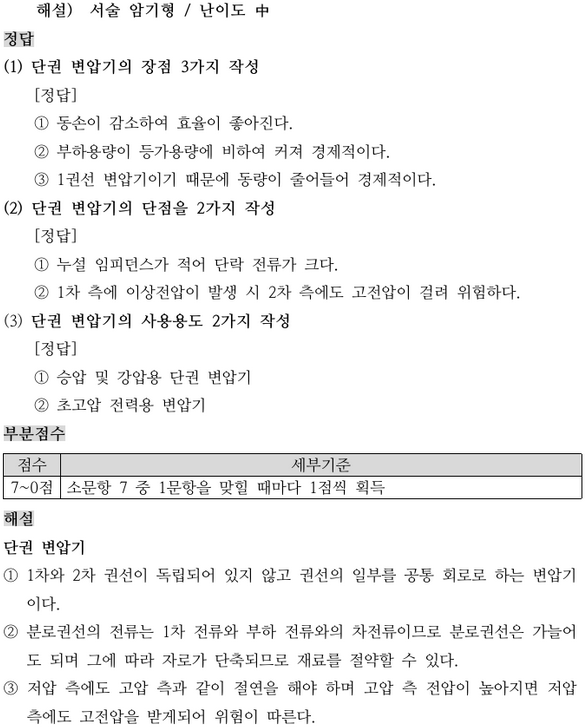 해설) 서술 암기형 / 난이도 中
정답
(1) 단권 변압기의 장점 3가지 작성
[정답]
① 동손이 감소하여 효율이 좋아진다.
② 부하용량이 등가용량에 비하여 커져 경제적이다.
③ 1권선 변압기이기 때문에 동량이 줄어들어 경제적이다.
(2) 단권 변압기의 단점을 2가지 작성
[정답]
① 누설 임피던스가 적어 단락 전류가 크다.
② 1차 측에 이상전압이 발생 시 2차 측에도 고전압이 걸려 위험하다.
(3) 단권 변압기의 사용용도 2가지 작성
[정답]
① 승압 및 강압용 단권 변압기
② 초고압 전력용 변압기
부분점수
점수 세부기준
7~0점 소문항 7 중 1문항을 맞힐 때마다 1점씩 획득
해설
단권 변압기
① 1차와 2차 권선이 독립되어 있지 않고 권선의 일부를 공통 회로로 하는 변압기
이다.
② 분로권선의 전류는 1차 전류와 부하 전류와의 차전류이므로 분로권선은 가늘어
도 되며 그에 따라 자로가 단축되므로 재료를 절약할 수 있다.
③ 저압 측에도 고압 측과 같이 절연을 해야 하며 고압 측 전압이 높아지면 저압
측에도 고전압을 받게되어 위험이 따른다.